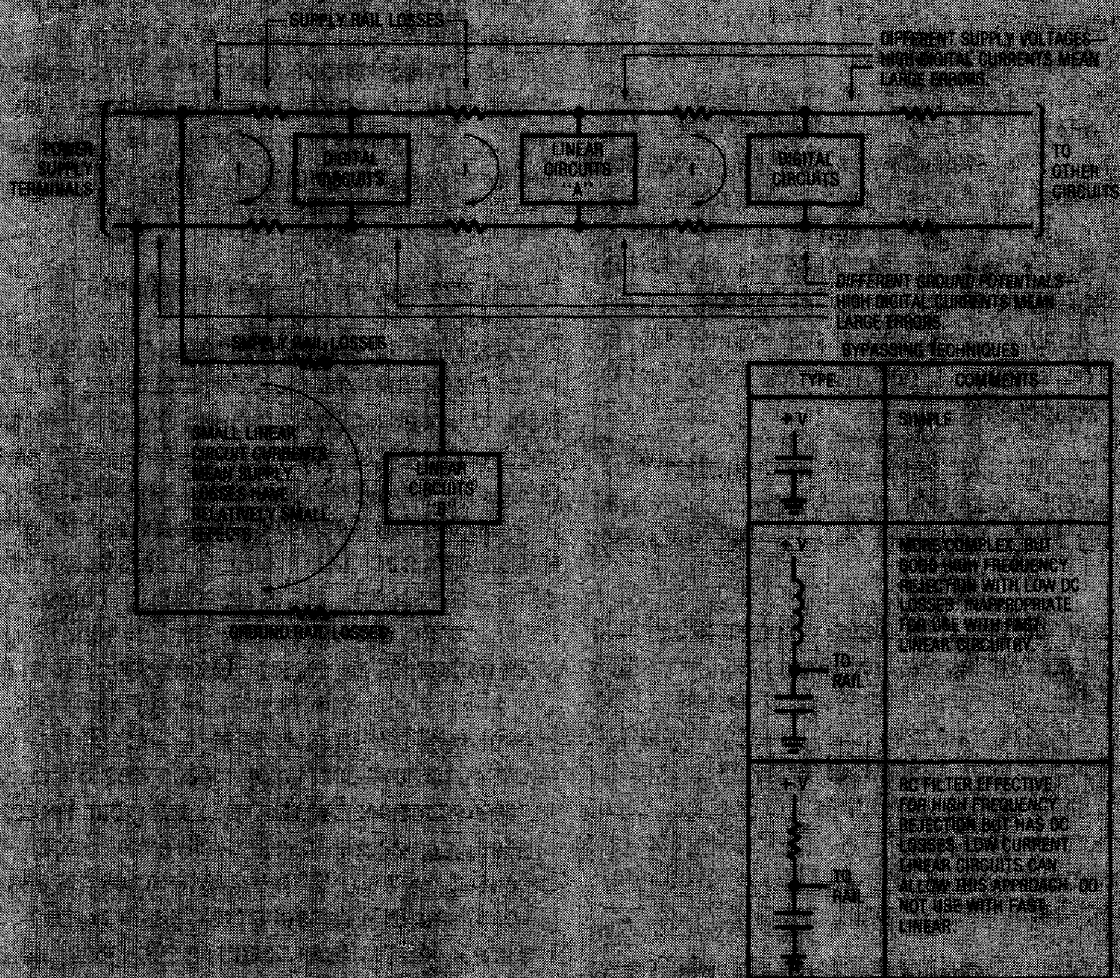 SUPPLY RAIL LOSSES
DIFFERENT SUPPLY VOLTAGES—
HIGH DIGITAL CURRENTS MEAN
LARGE ERRORS
POWER
SUPPLY
TERMINALS
DIGITAL
CIRCUITS
LINEAR
CIRCUITS
"A"
DIGITAL
CIRCUITS
TO
OTHER
CIRCUITS
I
I
I
DIFFERENT GROUND POTENTIALS—
HIGH DIGITAL CURRENTS MEAN
LARGE ERRORS
SUPPLY RAIL LOSSES
SMALL LINEAR
CIRCUIT CURRENTS
MEAN SUPPLY
LOSSES HAVE
RELATIVELY SMALL
EFFECTS
LINEAR
CIRCUITS
"B"
GROUND RAIL LOSSES
BYPASSING TECHNIQUES
TYPE
COMMENTS
+V
SIMPLE
+V
TO
RAIL
MORE COMPLEX, BUT
GOOD HIGH FREQUENCY
REJECTION WITH LOW DC
LOSSES. INAPPROPRIATE
FOR USE WITH FAST
LINEAR CIRCUITRY.
+V
TO
RAIL
RC FILTER EFFECTIVE
FOR HIGH FREQUENCY
REJECTION BUT HAS DC
LOSSES. LOW CURRENT
LINEAR CIRCUITS CAN
ALLOW THIS APPROACH. DO
NOT USE WITH FAST
LINEAR.